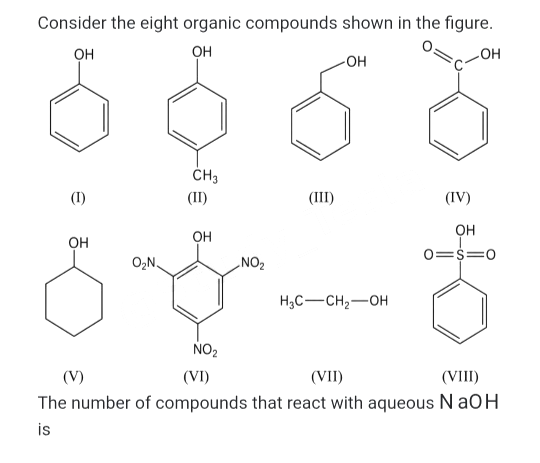 Consider the eight organic compounds shown in the figure.
OH OH OH O C OH
CH₃
(I) (II) (III) (IV)
OH O₂N OH NO₂ OH
O=S=O
H₃C—CH₂—OH
NO₂
(V) (VI) (VII) (VIII)
The number of compounds that react with aqueous N aOH
is